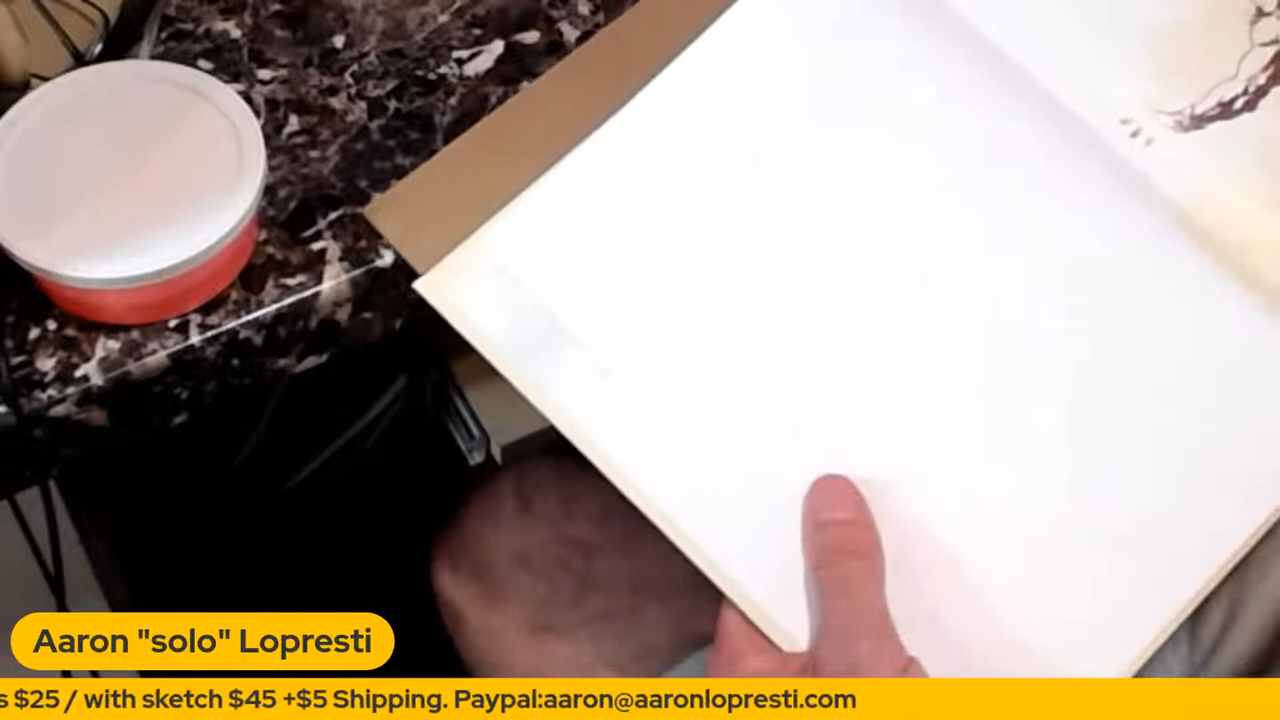 Aaron "solo" Lopresti
s $25 / with sketch $45 +$5 Shipping. Paypal:aaron@aaronlopresti.com